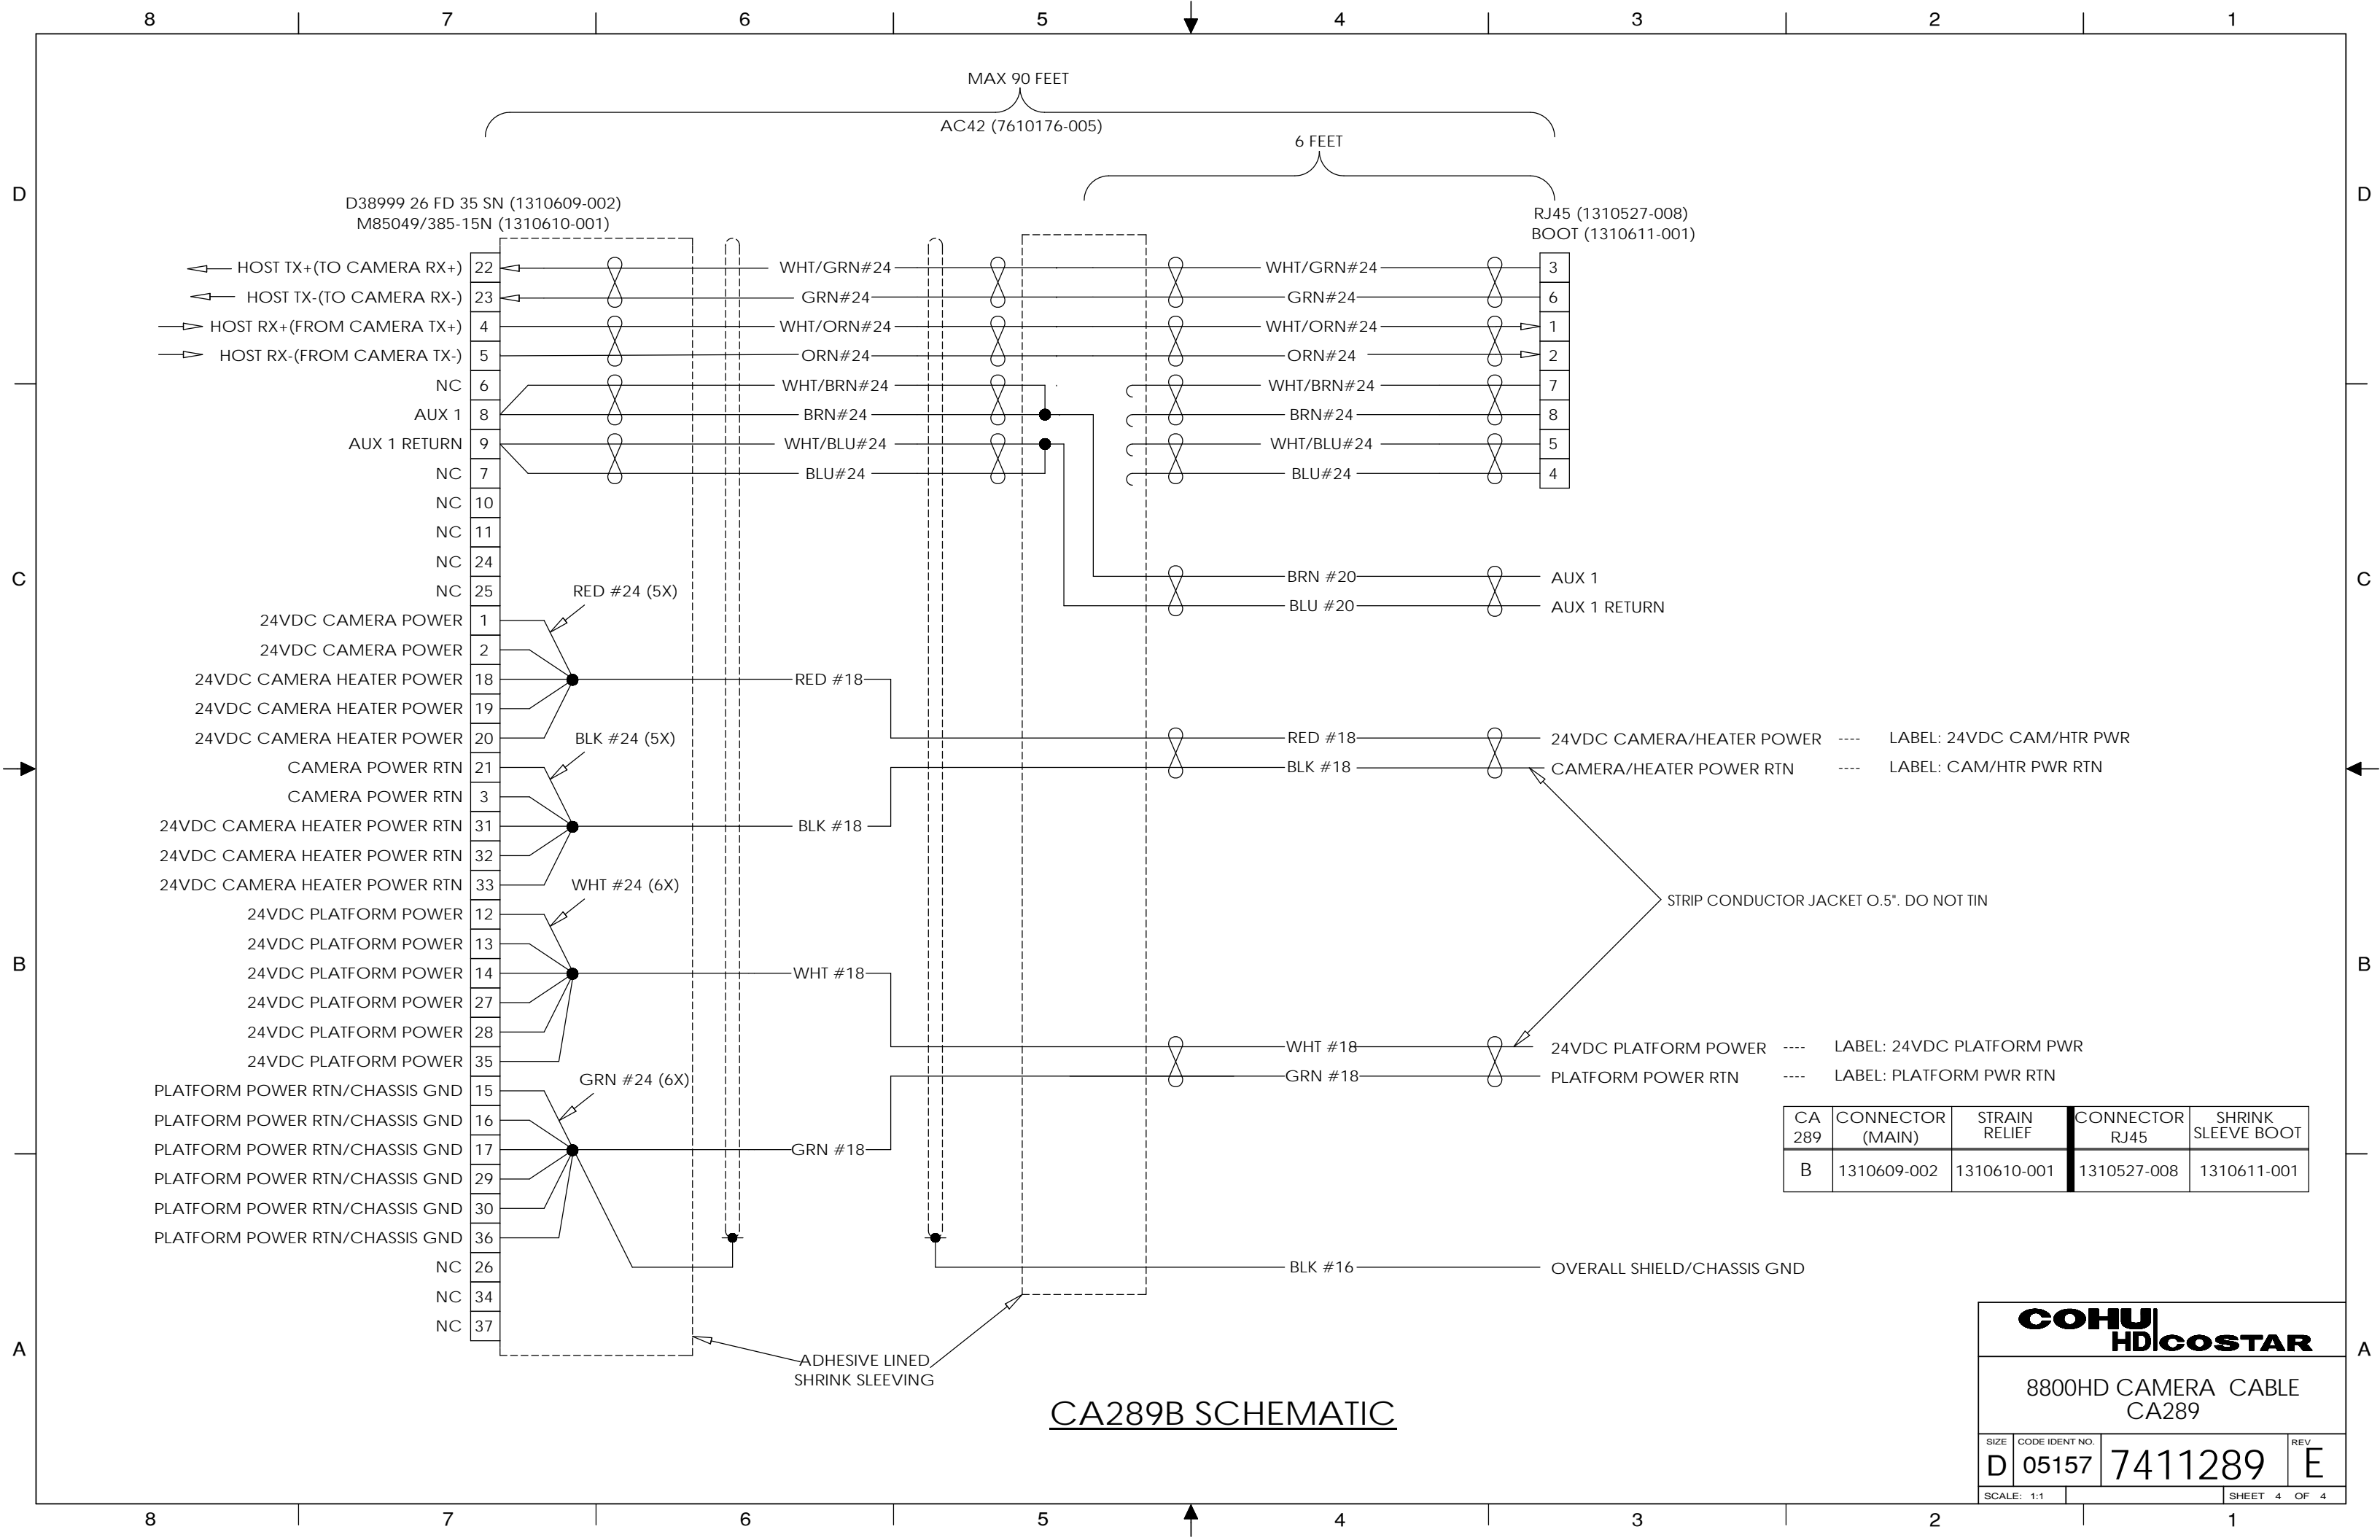 8 7 6 5 4 3 2 1
MAX 90 FEET
AC42 (7610176-005)
6 FEET
D D
D38999 26 FD 35 SN (1310609-002)
M85049/385-15N (1310610-001)
RJ45 (1310527-008)
BOOT (1310611-001)
HOST TX+(TO CAMERA RX+) 22 WHT/GRN#24 WHT/GRN#24 3
HOST TX-(TO CAMERA RX-) 23 GRN#24 GRN#24 6
HOST RX+(FROM CAMERA TX+) 4 WHT/ORN#24 WHT/ORN#24 1
HOST RX-(FROM CAMERA TX-) 5 ORN#24 ORN#24 2
NC 6 WHT/BRN#24 WHT/BRN#24 7
AUX 1 8 BRN#24 BRN#24 8
AUX 1 RETURN 9 WHT/BLU#24 WHT/BLU#24 5
NC 7 BLU#24 BLU#24 4
NC 10
NC 11
NC 24
C C
BRN #20 AUX 1
NC 25 RED #24 (5X)
BLU #20 AUX 1 RETURN
24VDC CAMERA POWER 1
24VDC CAMERA POWER 2
24VDC CAMERA HEATER POWER 18 RED #18
24VDC CAMERA HEATER POWER 19
24VDC CAMERA HEATER POWER 20 BLK #24 (5X) RED #18 24VDC CAMERA/HEATER POWER ---- LABEL: 24VDC CAM/HTR PWR
CAMERA POWER RTN 21 BLK #18 CAMERA/HEATER POWER RTN ---- LABEL: CAM/HTR PWR RTN
CAMERA POWER RTN 3
24VDC CAMERA HEATER POWER RTN 31 BLK #18
24VDC CAMERA HEATER POWER RTN 32
24VDC CAMERA HEATER POWER RTN 33 WHT #24 (6X)
STRIP CONDUCTOR JACKET O.5". DO NOT TIN
24VDC PLATFORM POWER 12
24VDC PLATFORM POWER 13
B B
24VDC PLATFORM POWER 14 WHT #18
24VDC PLATFORM POWER 27
24VDC PLATFORM POWER 28
WHT #18 24VDC PLATFORM POWER ---- LABEL: 24VDC PLATFORM PWR
24VDC PLATFORM POWER 35
GRN #24 (6X) GRN #18 PLATFORM POWER RTN ---- LABEL: PLATFORM PWR RTN
PLATFORM POWER RTN/CHASSIS GND 15
PLATFORM POWER RTN/CHASSIS GND 16
PLATFORM POWER RTN/CHASSIS GND 17 GRN #18
PLATFORM POWER RTN/CHASSIS GND 29
PLATFORM POWER RTN/CHASSIS GND 30
PLATFORM POWER RTN/CHASSIS GND 36
CA CONNECTOR STRAIN CONNECTOR SHRINK
289 (MAIN) RELIEF RJ45 SLEEVE BOOT
B 1310609-002 1310610-001 1310527-008 1310611-001
NC 26 BLK #16 OVERALL SHIELD/CHASSIS GND
NC 34
NC 37
A A
ADHESIVE LINED
SHRINK SLEEVING
CA289B SCHEMATIC
COHU
HD COSTAR
8800HD CAMERA CABLE
CA289
SIZE CODE IDENT NO. REV
D 05157 7411289 E
SCALE: 1:1 SHEET 4 OF 4
8 7 6 5 4 3 2 1